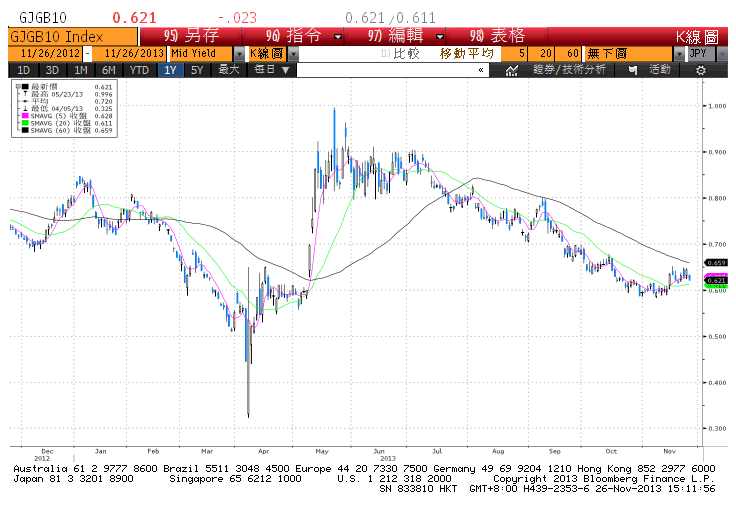 GJGB10 0.621 -.023 0.621/0.611
GJGB10 Index 95) 另存 96) 指令 97) 編輯 98) 表格 K線圖
11/26/2012 - 11/26/2013 Mid Yield K線圖 比較 移動平均 5 20 60 無下圖 JPY
1D 3D 1M 6M YTD 1Y 5Y 最大 每日 ▼ « 證券/技術分析 活動
最新價 0.621
最高 05/23/13 0.996
平均 0.720
最低 04/05/13 0.325
SMAVG (5) 收盤 0.628
SMAVG (20) 收盤 0.611
SMAVG (60) 收盤 0.659
1.000
0.900
0.800
0.700
0.659
0.621
0.600
0.500
0.400
0.300
Dec Jan Feb Mar Apr May Jun Jul Aug Sep Oct Nov
2012 2013
Australia 61 2 9777 8600 Brazil 5511 3048 4500 Europe 44 20 7330 7500 Germany 49 69 9204 1210 Hong Kong 852 2977 6000
Japan 81 3 3201 8900 Singapore 65 6212 1000 U.S. 1 212 318 2000 Copyright 2013 Bloomberg Finance L.P.
SN 833810 HKT GMT+8:00 H439-2353-6 26-Nov-2013 15:11:56